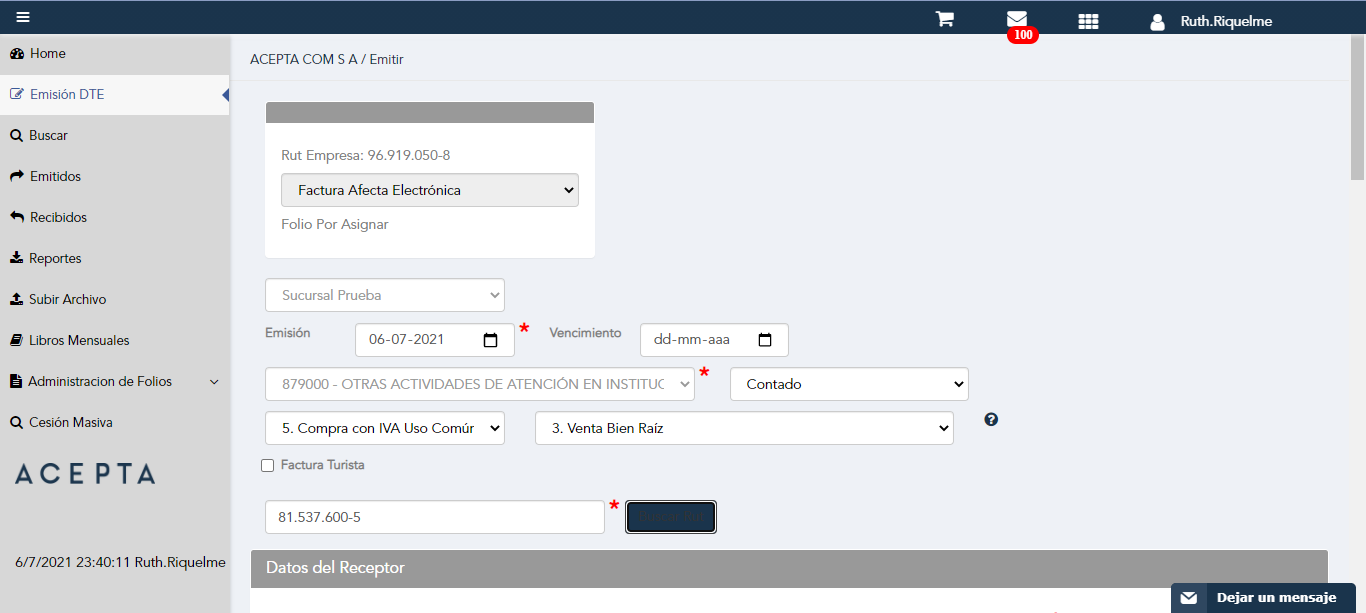 100
Ruth.Riquelme
Home
Emisión DTE
Buscar
Emitidos
Recibidos
Reportes
Subir Archivo
Libros Mensuales
Administracion de Folios
Cesión Masiva
ACEPTA
6/7/2021 23:40:11 Ruth.Riquelme
ACEPTA COM S A / Emitir
Rut Empresa: 96.919.050-8
Factura Afecta Electrónica
Folio Por Asignar
Sucursal Prueba
Emisión 06-07-2021 * Vencimiento dd-mm-aaa
879000 - OTRAS ACTIVIDADES DE ATENCIÓN EN INSTITUC * Contado
5. Compra con IVA Uso Comúr 3. Venta Bien Raíz ?
Factura Turista
81.537.600-5 *
Datos del Receptor
Dejar un mensaje